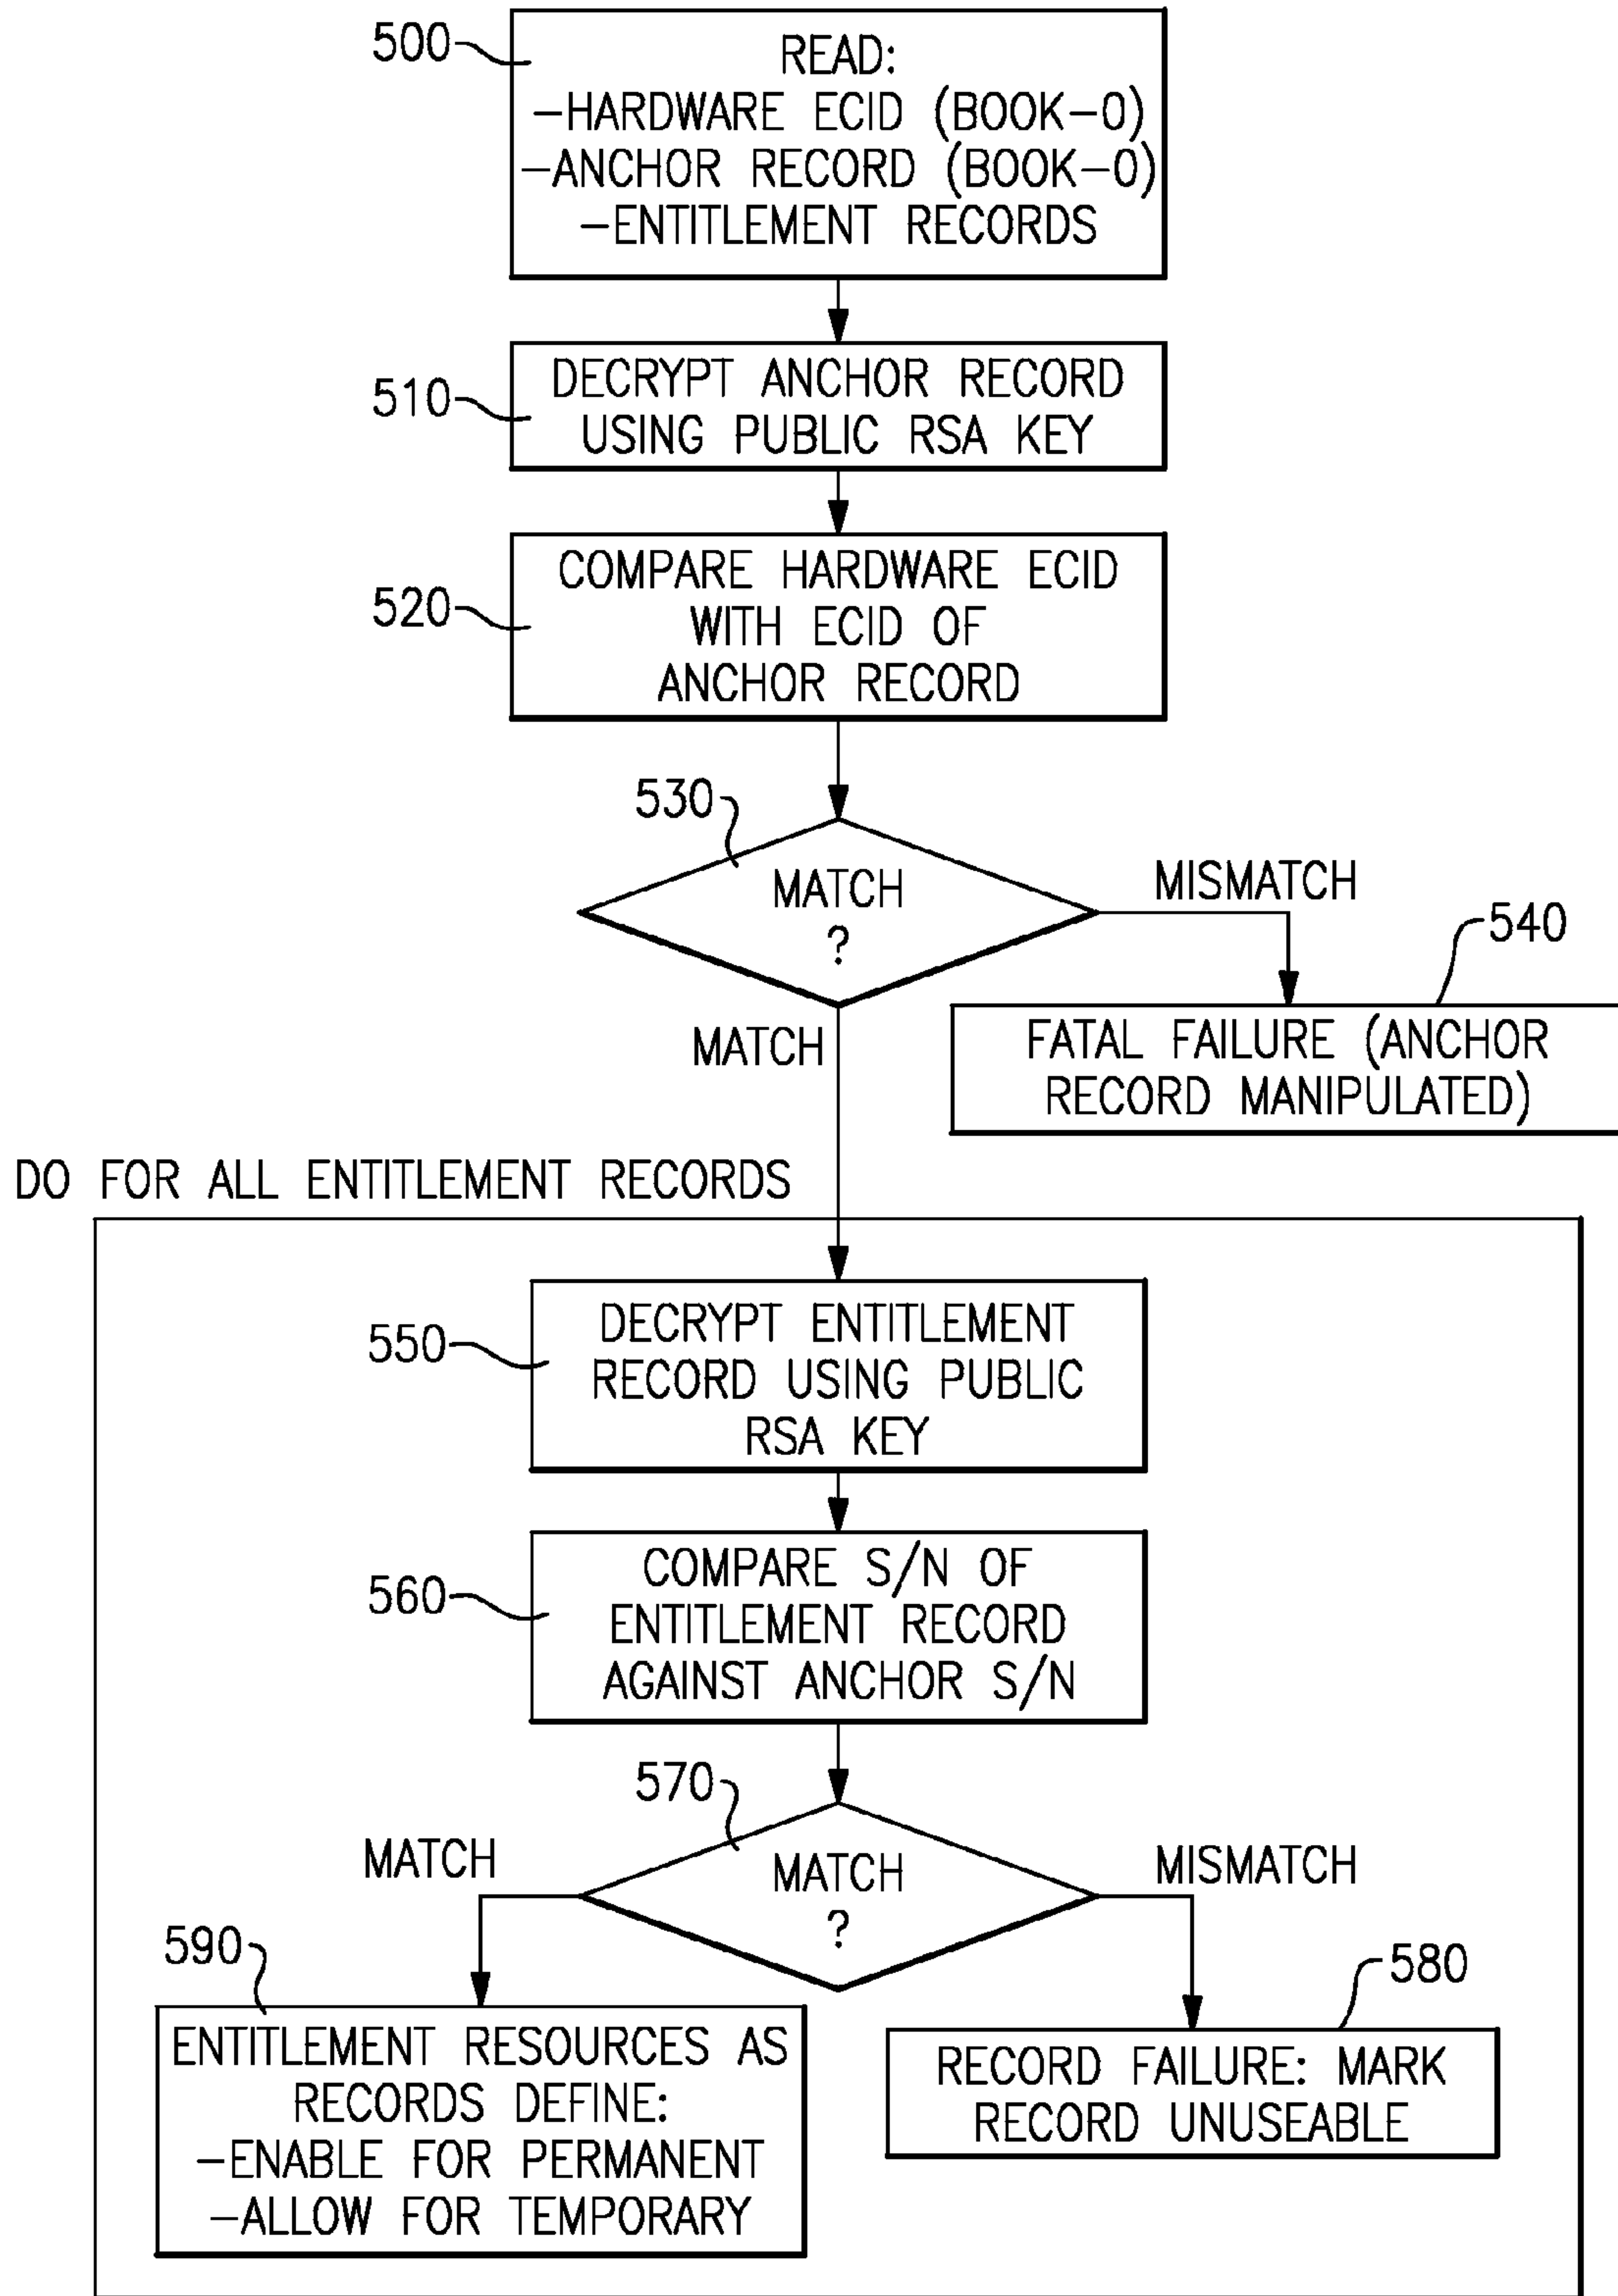 500
READ:
-HARDWARE ECID (BOOK-0)
-ANCHOR RECORD (BOOK-0)
-ENTITLEMENT RECORDS
510
DECRYPT ANCHOR RECORD
USING PUBLIC RSA KEY
520
COMPARE HARDWARE ECID
WITH ECID OF
ANCHOR RECORD
530
MATCH
?
MISMATCH
540
FATAL FAILURE (ANCHOR
RECORD MANIPULATED)
MATCH
DO FOR ALL ENTITLEMENT RECORDS
550
DECRYPT ENTITLEMENT
RECORD USING PUBLIC
RSA KEY
560
COMPARE S/N OF
ENTITLEMENT RECORD
AGAINST ANCHOR S/N
570
MATCH
?
MATCH
MISMATCH
590
ENTITLEMENT RESOURCES AS
RECORDS DEFINE:
-ENABLE FOR PERMANENT
-ALLOW FOR TEMPORARY
580
RECORD FAILURE: MARK
RECORD UNUSEABLE